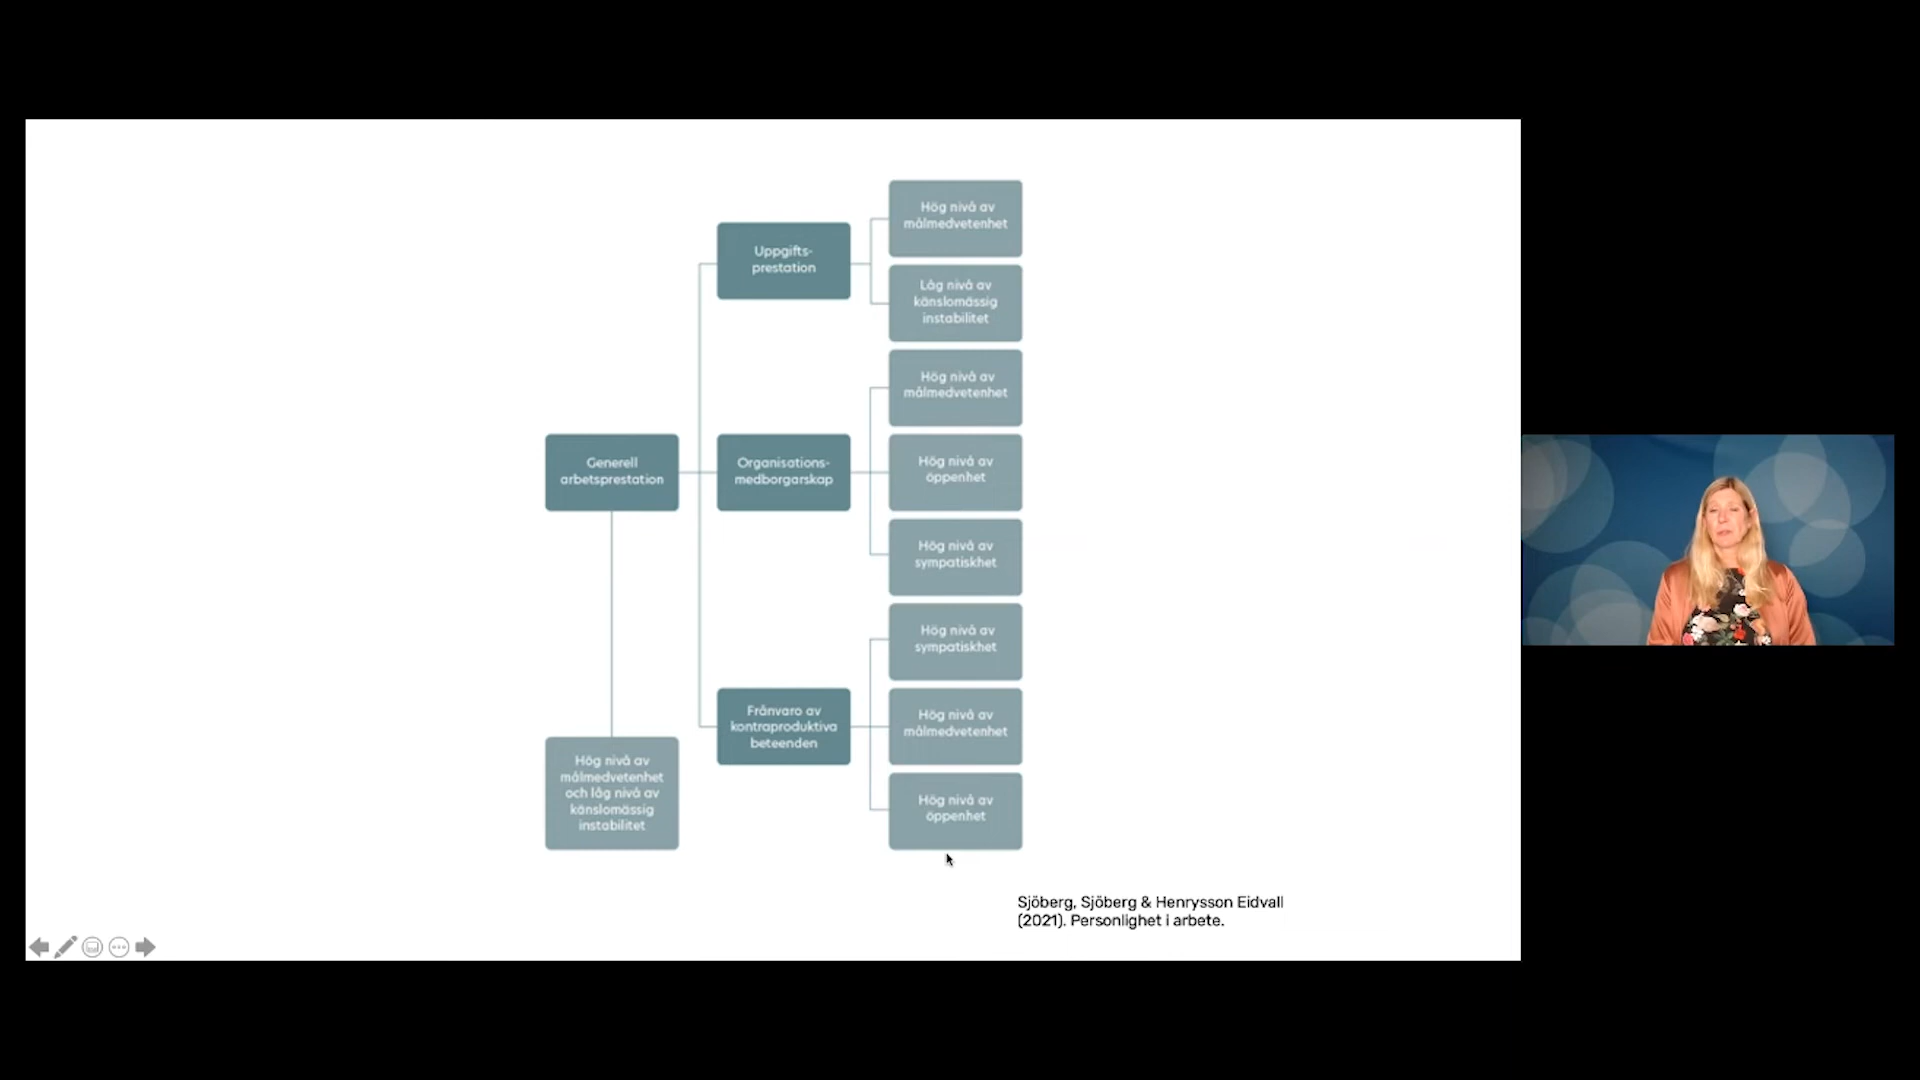 Hög nivå av
målmedvetenhet
Uppgifts-
prestation
Låg nivå av
känslomässig
instabilitet
Hög nivå av
målmedvetenhet
Generell
arbetsprestation
Organisations-
medborgarskap
Hög nivå av
öppenhet
Hög nivå av
sympatiskhet
Hög nivå av
sympatiskhet
Frånvaro av
kontraproduktiva
beteenden
Hög nivå av
målmedvetenhet
Hög nivå av
målmedvetenhet
och låg nivå av
känslomässig
instabilitet
Hög nivå av
öppenhet
Sjöberg, Sjöberg & Henrysson Eidvall
(2021). Personlighet i arbete.